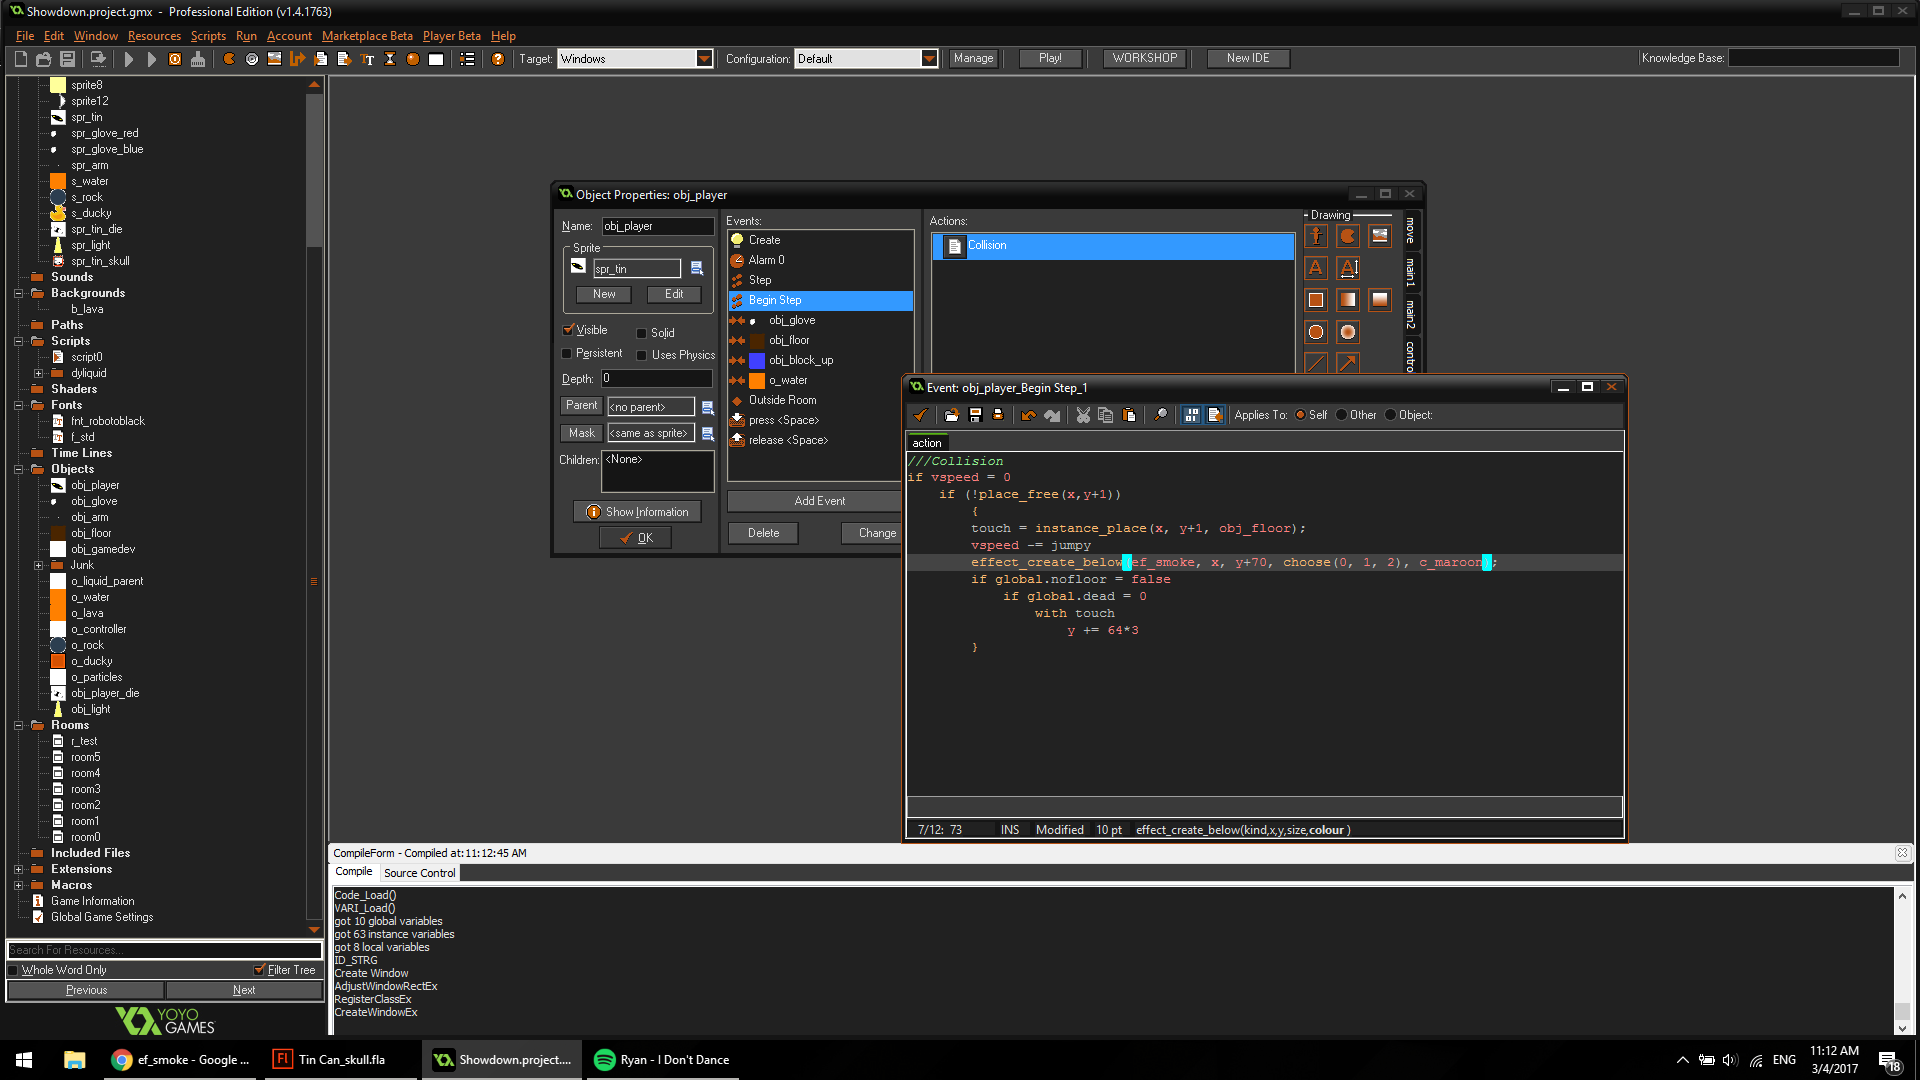 Showdown.project.gmx - Professional Edition (v1.4.1763)
File Edit Window Resources Scripts Run Account Marketplace Beta Player Beta Help
Target: Windows Configuration: Default Manage Play! WORKSHOP New IDE Knowledge Base:
sprite8
sprite12
spr_tin
spr_glove_red
spr_glove_blue
spr_arm
s_water
s_rock
s_ducky
spr_tin_die
spr_light
spr_tin_skull
Sounds
Backgrounds
b_lava
Paths
Scripts
script0
dyliquid
Shaders
Fonts
fnt_robotoblack
f_std
Time Lines
Objects
obj_player
obj_glove
obj_arm
obj_floor
obj_gamedev
Junk
o_liquid_parent
o_water
o_lava
o_controller
o_rock
o_ducky
o_particles
obj_player_die
obj_light
Rooms
r_test
room5
room4
room3
room2
room1
room0
Included Files
Extensions
Macros
Game Information
Global Game Settings
Search For Resources...
Whole Word Only Filter Tree
Previous Next
YOYO
GAMES
Object Properties: obj_player
Name: obj_player
Sprite
spr_tin
New Edit
Visible Solid
Persistent Uses Physics
Depth: 0
Parent <no parent>
Mask <same as sprite>
Children: <None>
Show Information
OK
Events:
Create
Alarm 0
Step
Begin Step
obj_glove
obj_floor
obj_block_up
o_water
Outside Room
press <Space>
release <Space>
Add Event
Delete Change
Actions:
Collision
Drawing
move
main1
main2
contro
Event: obj_player_Begin Step_1
Applies To: Self Other Object:
action
///Collision
if vspeed = 0
if (!place_free(x,y+1))
{
touch = instance_place(x, y+1, obj_floor);
vspeed -= jumpy
effect_create_below(ef_smoke, x, y+70, choose(0, 1, 2), c_maroon);
if global.nofloor = false
if global.dead = 0
with touch
y += 64*3
}
7/12: 73 INS Modified 10 pt effect_create_below(kind,x,y,size,colour )
CompileForm - Compiled at:11:12:45 AM
Compile Source Control
Code_Load()
VARI_Load()
got 10 global variables
got 63 instance variables
got 8 local variables
ID_STRG
Create Window
AdjustWindowRectEx
RegisterClassEx
CreateWindowEx
ef_smoke - Google ...
Tin Can_skull.fla
Showdown.project....
Ryan - I Don't Dance
ENG
11:12 AM
3/4/2017
18